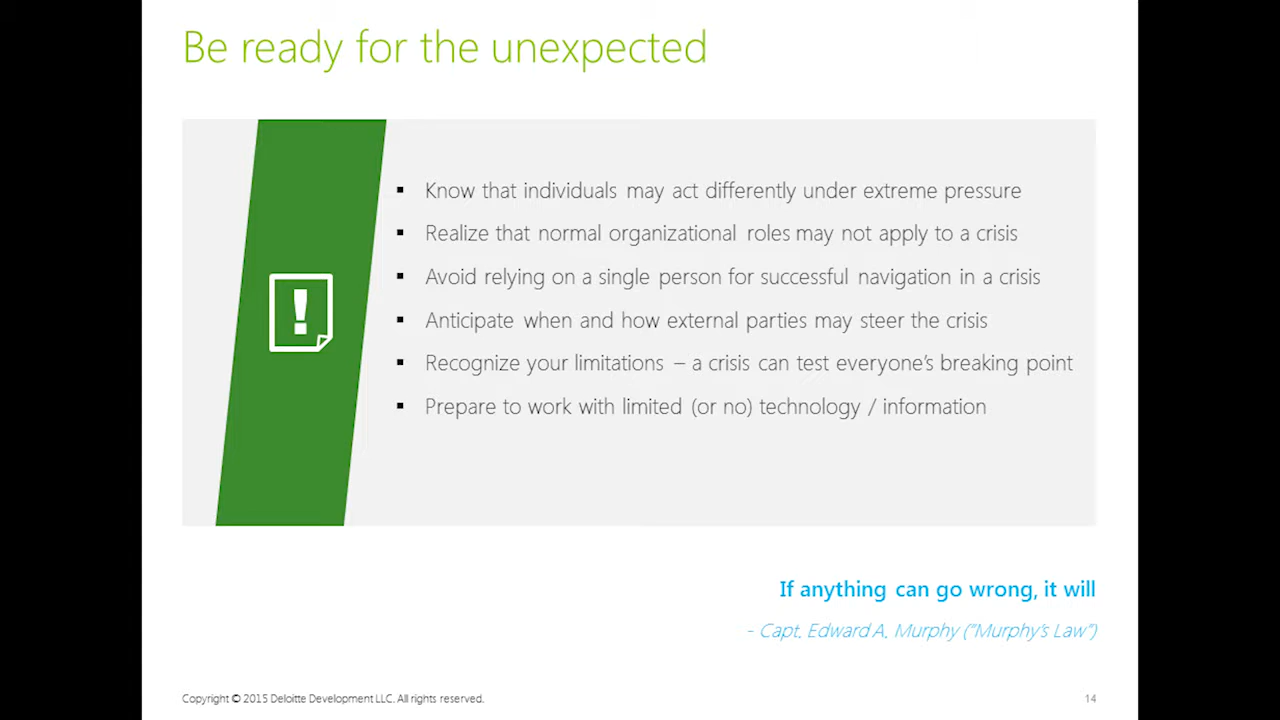 Be ready for the unexpected
▪ Know that individuals may act differently under extreme pressure
▪ Realize that normal organizational roles may not apply to a crisis
▪ Avoid relying on a single person for successful navigation in a crisis
▪ Anticipate when and how external parties may steer the crisis
▪ Recognize your limitations – a crisis can test everyone's breaking point
▪ Prepare to work with limited (or no) technology / information
If anything can go wrong, it will
- Capt. Edward A. Murphy ("Murphy's Law")
Copyright © 2015 Deloitte Development LLC. All rights reserved.
14